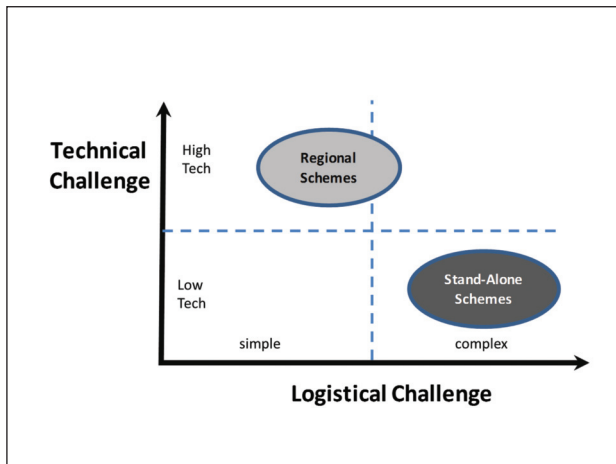 Technical
Challenge
High
Tech
Regional
Schemes
Low
Tech
Stand-Alone
Schemes
simple
complex
Logistical Challenge